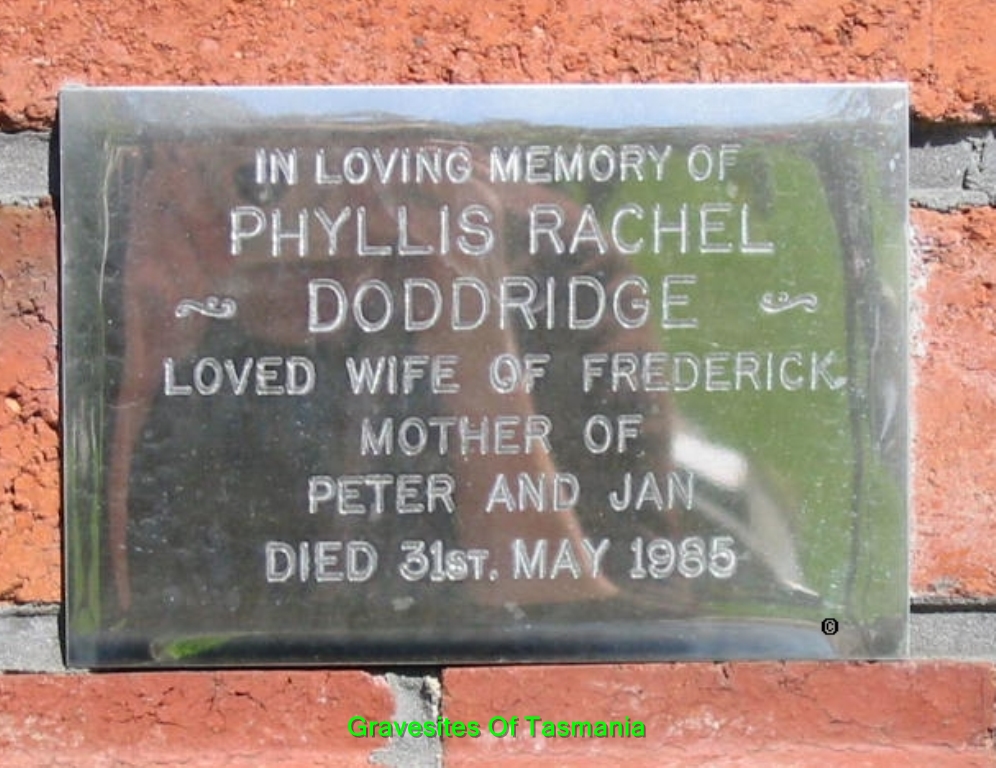 IN LOVING MEMORY OF
PHYLLIS RACHEL
DODDRIDGE
LOVED WIFE OF FREDERICK
MOTHER OF
PETER AND JAN
DIED 31ST. MAY 1985
©
Gravesites Of Tasmania